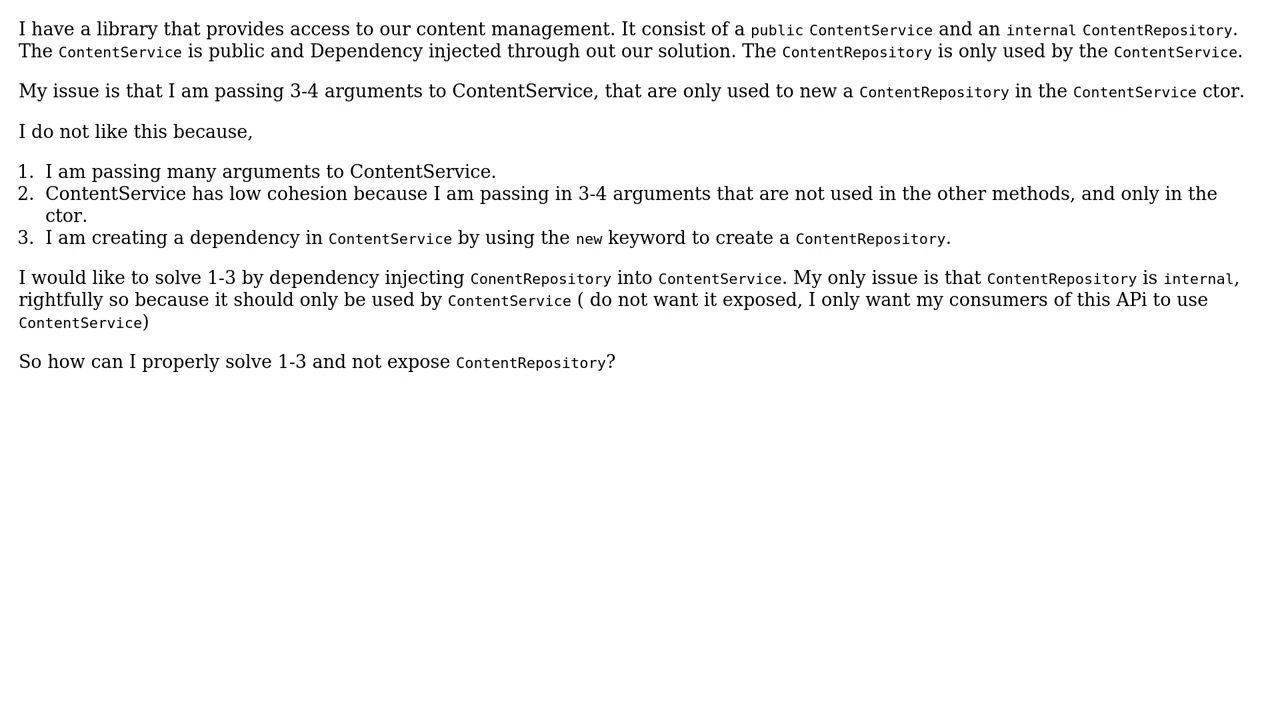 I have a library that provides access to our content management. It consist of a public ContentService and an internal ContentRepository.
The ContentService is public and Dependency injected through out our solution. The ContentRepository is only used by the ContentService.
My issue is that I am passing 3-4 arguments to ContentService, that are only used to new a ContentRepository in the ContentService ctor.
I do not like this because,
1. I am passing many arguments to ContentService.
2. ContentService has low cohesion because I am passing in 3-4 arguments that are not used in the other methods, and only in the
ctor.
3. I am creating a dependency in ContentService by using the new keyword to create a ContentRepository.
I would like to solve 1-3 by dependency injecting ConentRepository into ContentService. My only issue is that ContentRepository is internal,
rightfully so because it should only be used by ContentService ( do not want it exposed, I only want my consumers of this APi to use
ContentService)
So how can I properly solve 1-3 and not expose ContentRepository?